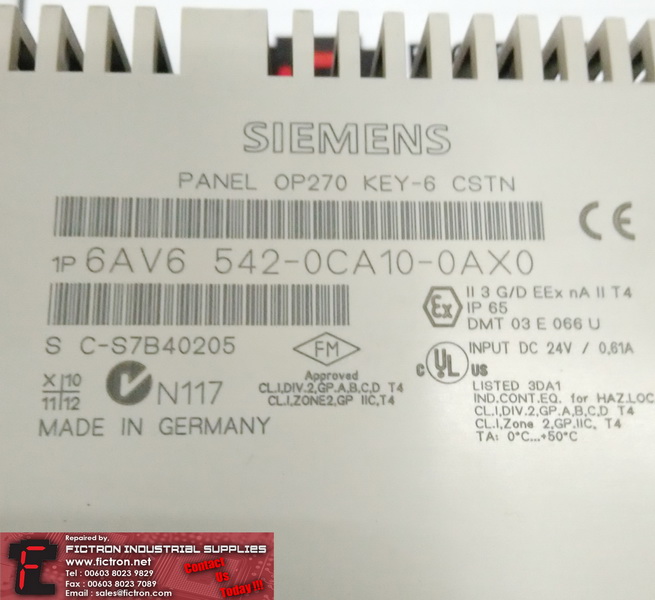 SIEMENS
PANEL OP270 KEY-6 CSTN
1P 6AV6 542-0CA10-0AX0
S C-S7B40205
X 10
11 12
N117
MADE IN GERMANY
FM
Approved
CL.I,DIV.2,GP.A,B,C,D T4
CL.I,ZONE2,GP IIC,T4
CE
Ex
II 3 G/D EEx nA II T4
IP 65
DMT 03 E 066 U
C UL US
INPUT DC 24V / 0,61A
LISTED 3DA1
IND.CONT.EQ. for HAZ.LOC
CL.I,DIV.2,GP.A,B,C,D T4
CL.I,Zone 2,GP.IIC, T4
TA: 0°C...+50°C
Repaired by,
FICTRON INDUSTRIAL SUPPLIES
www.fictron.net
Tel : 00603 8023 9829
Fax : 00603 8023 7089
Email : sales@fictron.com
Contact
Us
Today!!!